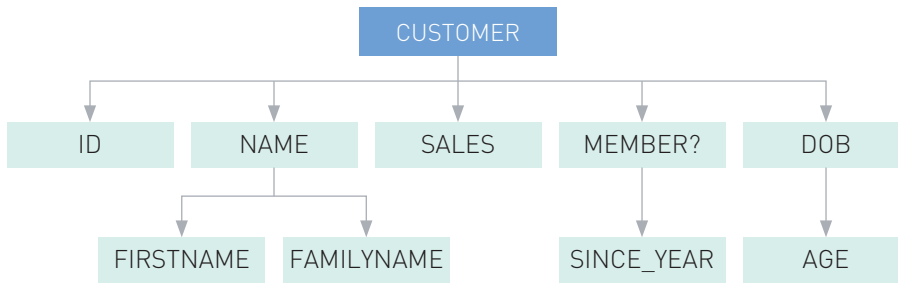 CUSTOMER
ID
NAME
SALES
MEMBER?
DOB
FIRSTNAME
FAMILYNAME
SINCE_YEAR
AGE